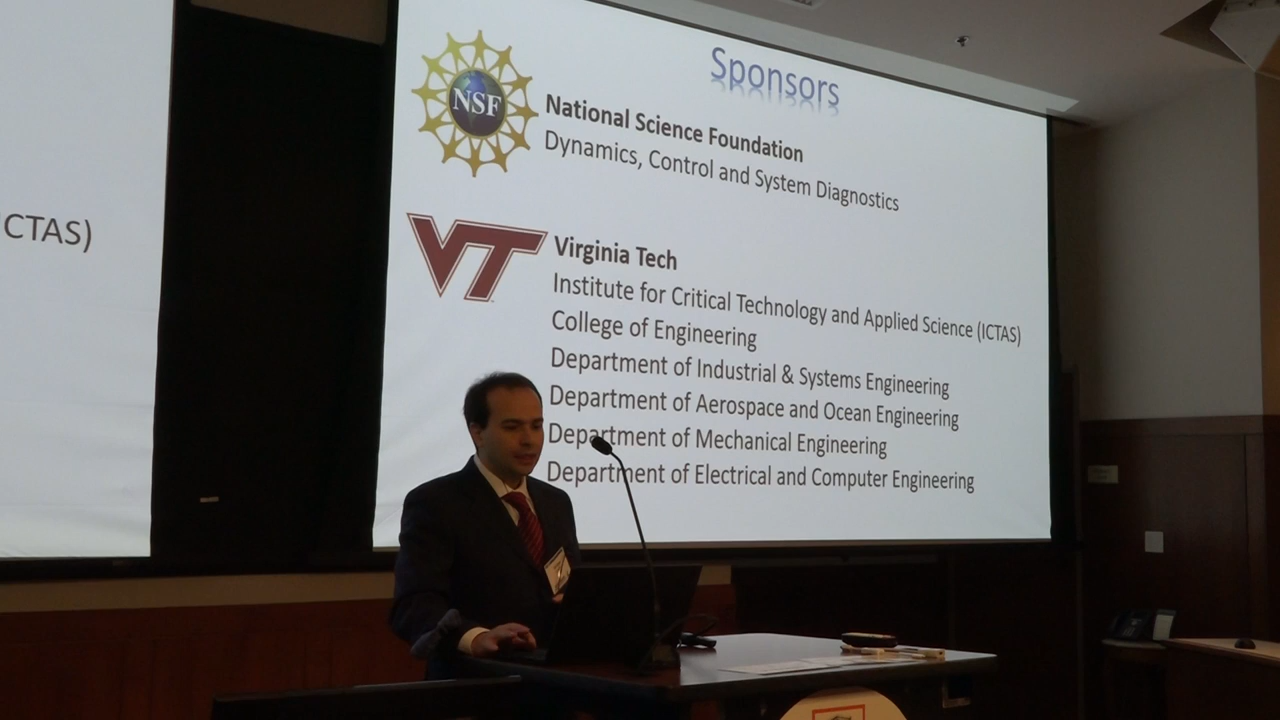 Sponsors
NSF
National Science Foundation
Dynamics, Control and System Diagnostics
VT
Virginia Tech
Institute for Critical Technology and Applied Science (ICTAS)
College of Engineering
Department of Industrial & Systems Engineering
Department of Aerospace and Ocean Engineering
Department of Mechanical Engineering
Department of Electrical and Computer Engineering
CTAS)